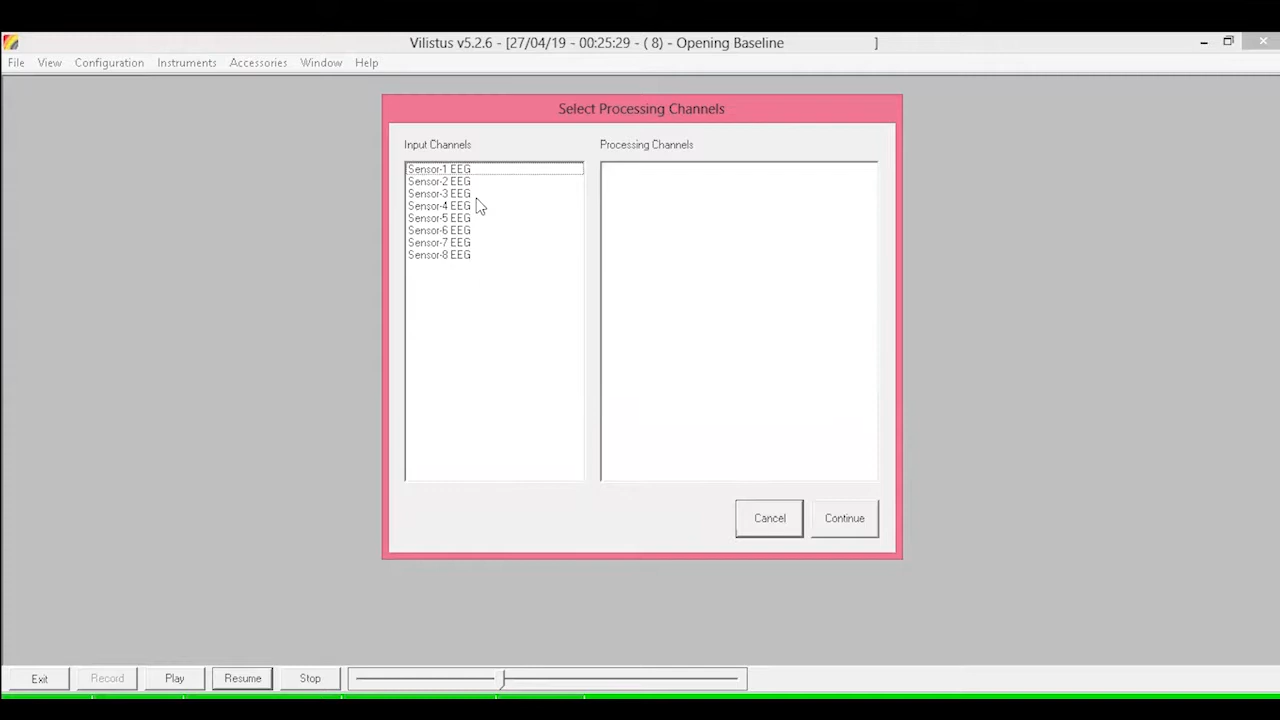 Vilistus v5.2.6 - [27/04/19 - 00:25:29 - ( 8) - Opening Baseline ]
File View Configuration Instruments Accessories Window Help
Select Processing Channels
Input Channels Processing Channels
Sensor-1 EEG
Sensor-2 EEG
Sensor-3 EEG
Sensor-4 EEG
Sensor-5 EEG
Sensor-6 EEG
Sensor-7 EEG
Sensor-8 EEG
Cancel Continue
Exit Record Play Resume Stop